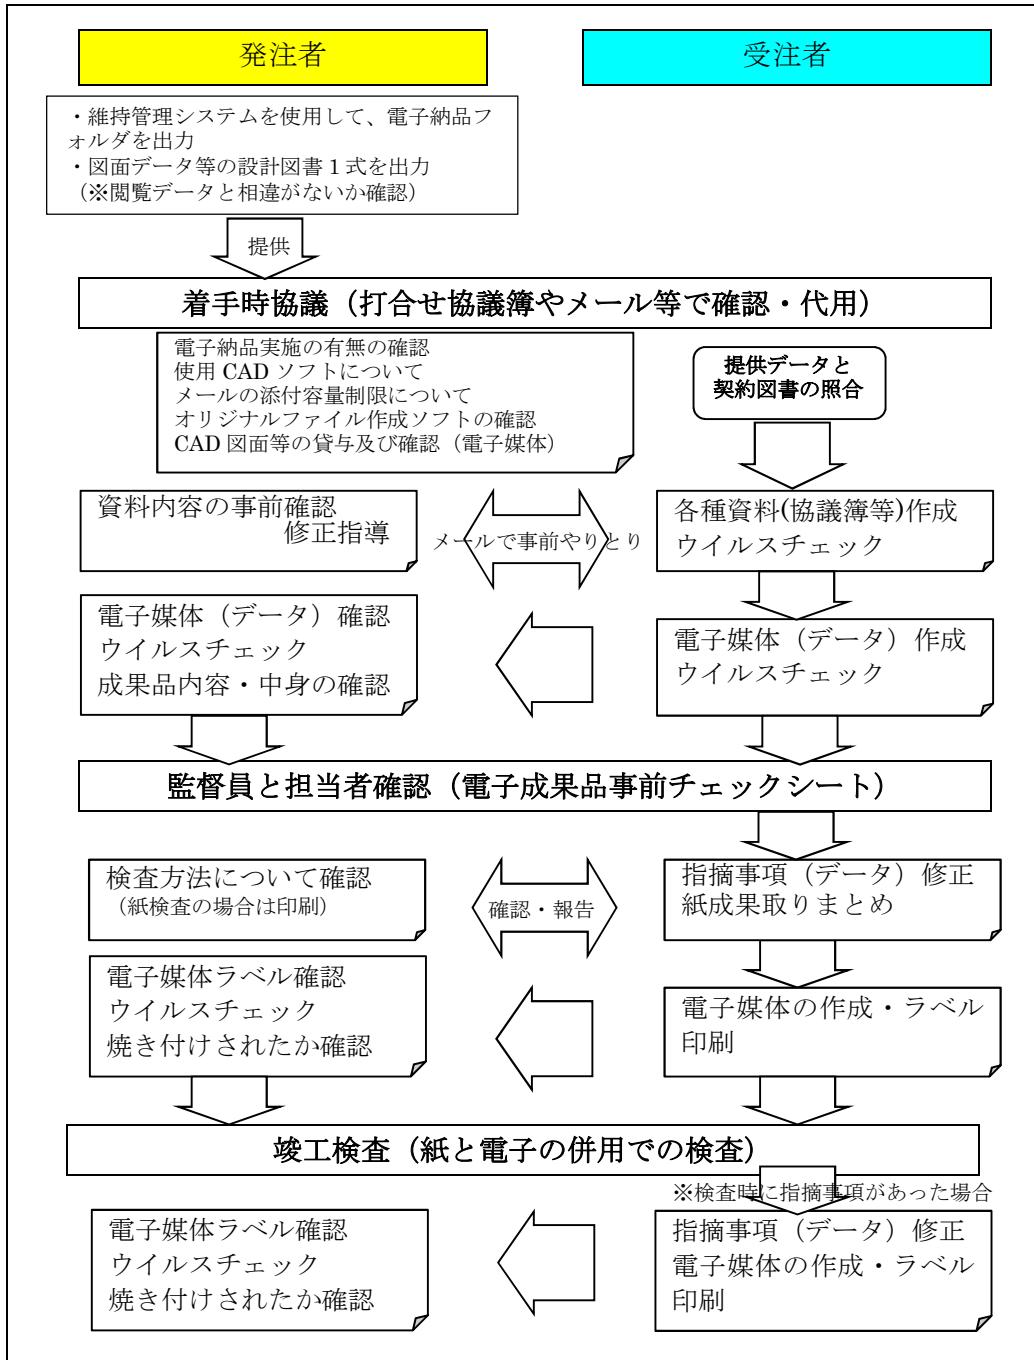 発注者
受注者
・維持管理システムを使用して、電子納品フ
ォルダを出力
・図面データ等の設計図書１式を出力
（※閲覧データと相違がないか確認）
提供
着手時協議（打合せ協議簿やメール等で確認・代用）
電子納品実施の有無の確認
使用 CAD ソフトについて
メールの添付容量制限について
オリジナルファイル作成ソフトの確認
CAD 図面等の貸与及び確認（電子媒体）
提供データと
契約図書の照合
資料内容の事前確認
修正指導
メールで事前やりとり
各種資料(協議簿等)作成
ウイルスチェック
電子媒体（データ）確認
ウイルスチェック
成果品内容・中身の確認
電子媒体（データ）作成
ウイルスチェック
監督員と担当者確認（電子成果品事前チェックシート）
検査方法について確認
（紙検査の場合は印刷）
確認・報告
指摘事項（データ）修正
紙成果取りまとめ
電子媒体ラベル確認
ウイルスチェック
焼き付けされたか確認
電子媒体の作成・ラベル
印刷
竣工検査（紙と電子の併用での検査）
※検査時に指摘事項があった場合
電子媒体ラベル確認
ウイルスチェック
焼き付けされたか確認
指摘事項（データ）修正
電子媒体の作成・ラベル
印刷